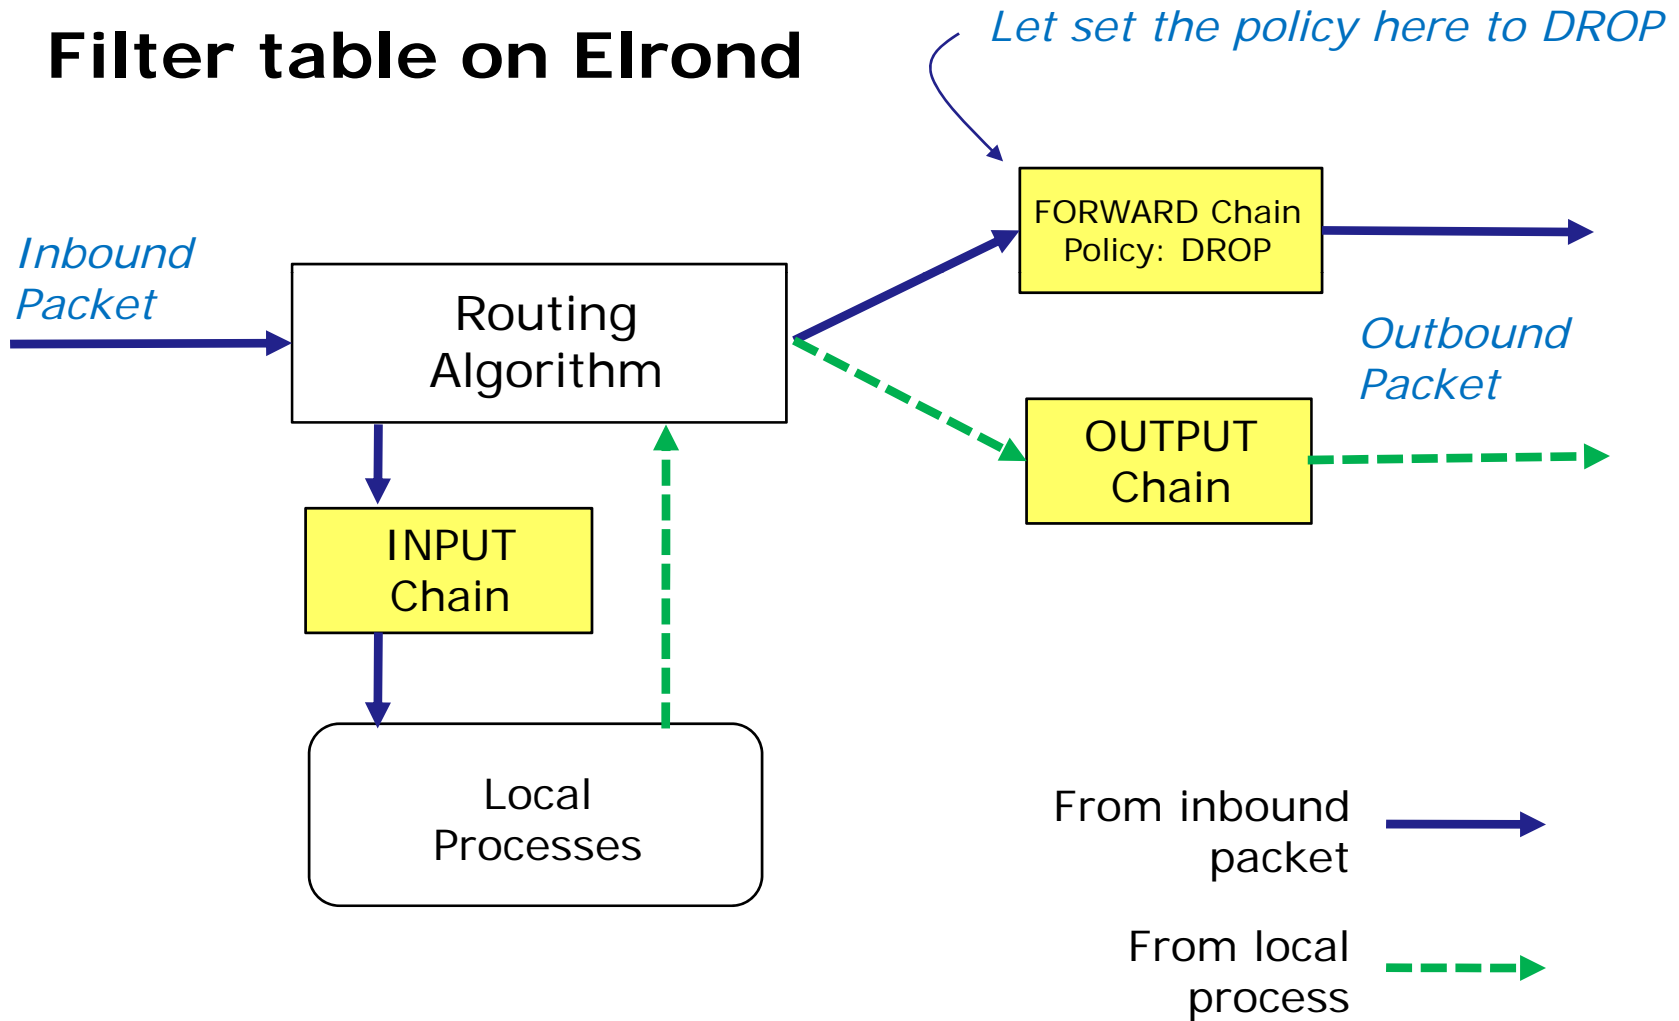 Filter table on Elrond
Let set the policy here to DROP
Inbound
Packet
Routing
Algorithm
FORWARD Chain
Policy: DROP
Outbound
Packet
OUTPUT
Chain
INPUT
Chain
Local
Processes
From inbound
packet
From local
process